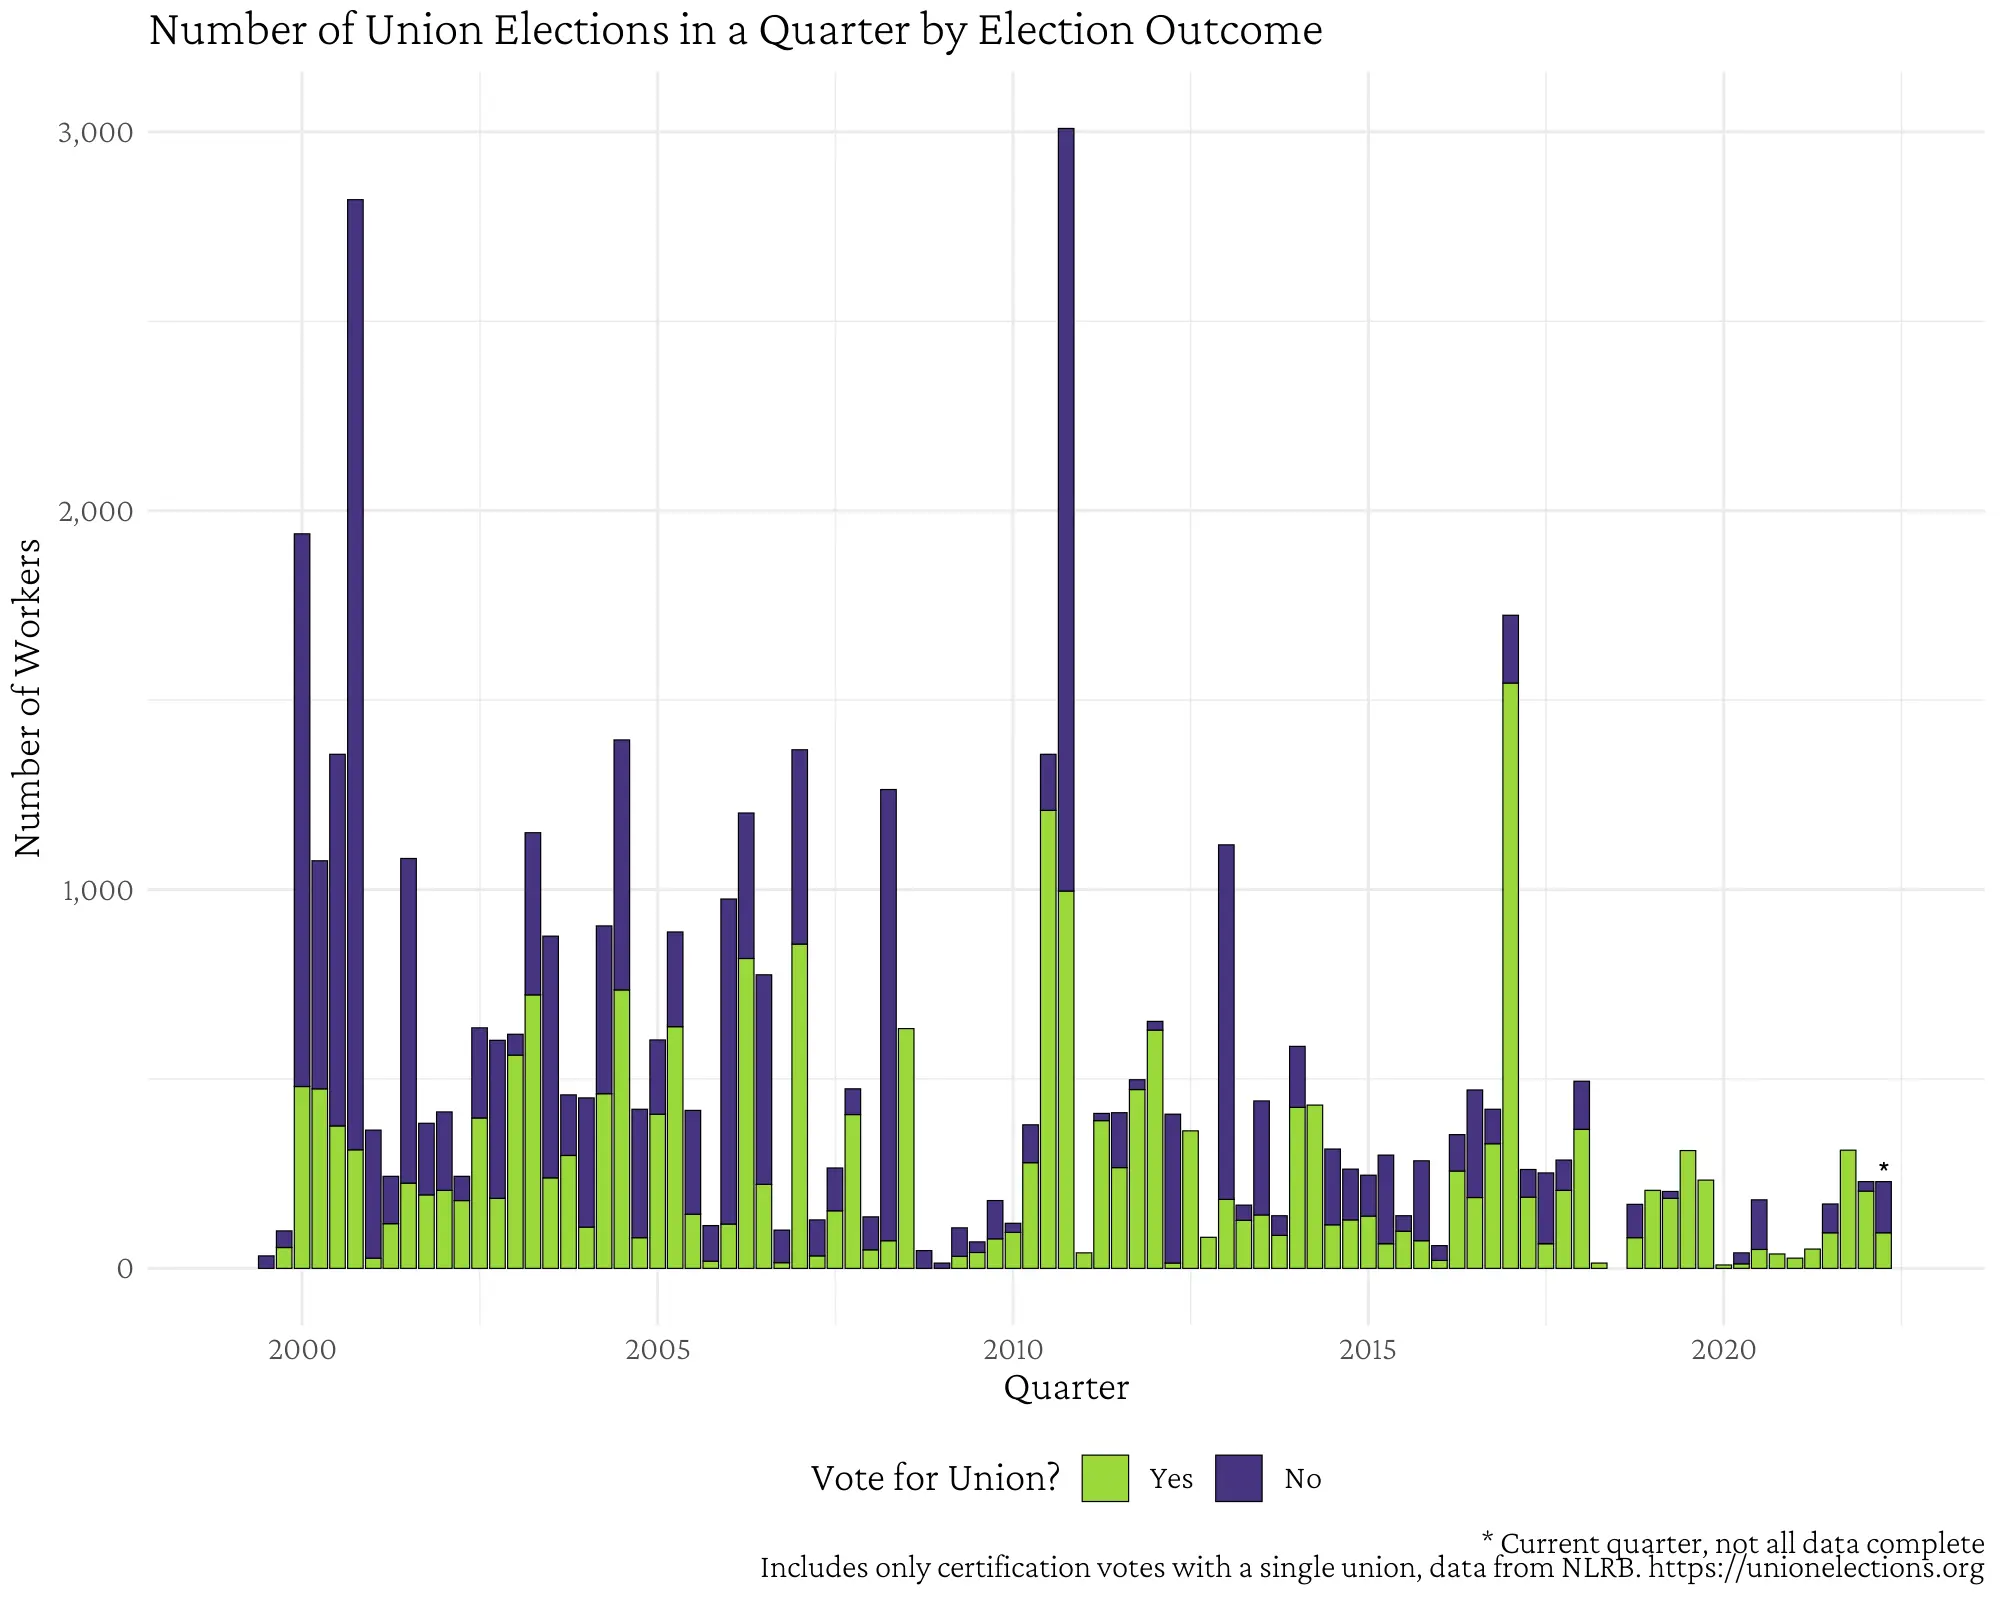 Number of Union Elections in a Quarter by Election Outcome
Number of Workers
3,000
2,000
1,000
0
2000 2005 2010 2015 2020
*
Quarter
Vote for Union? Yes No
* Current quarter, not all data complete
Includes only certification votes with a single union, data from NLRB. https://unionelections.org